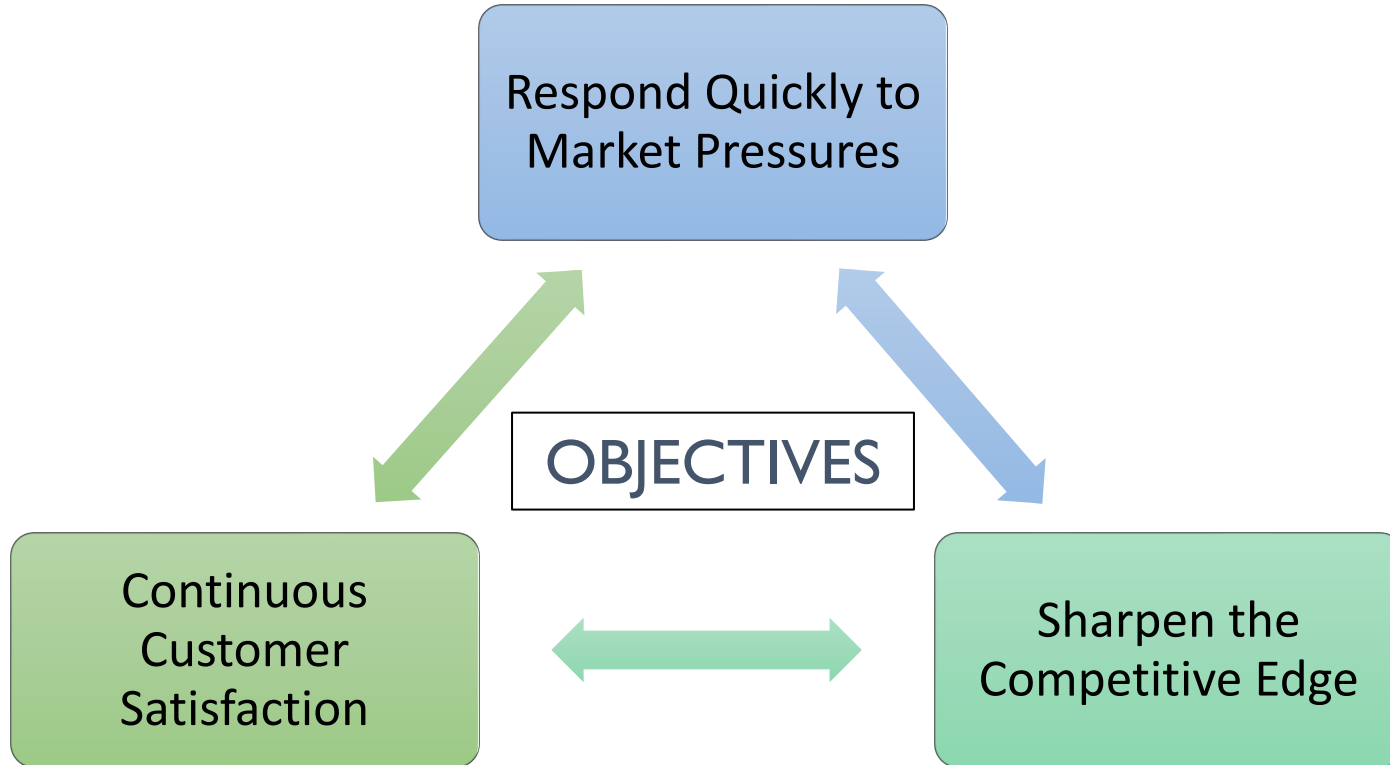 Respond Quickly to
Market Pressures
OBJECTIVES
Continuous
Customer
Satisfaction
Sharpen the
Competitive Edge